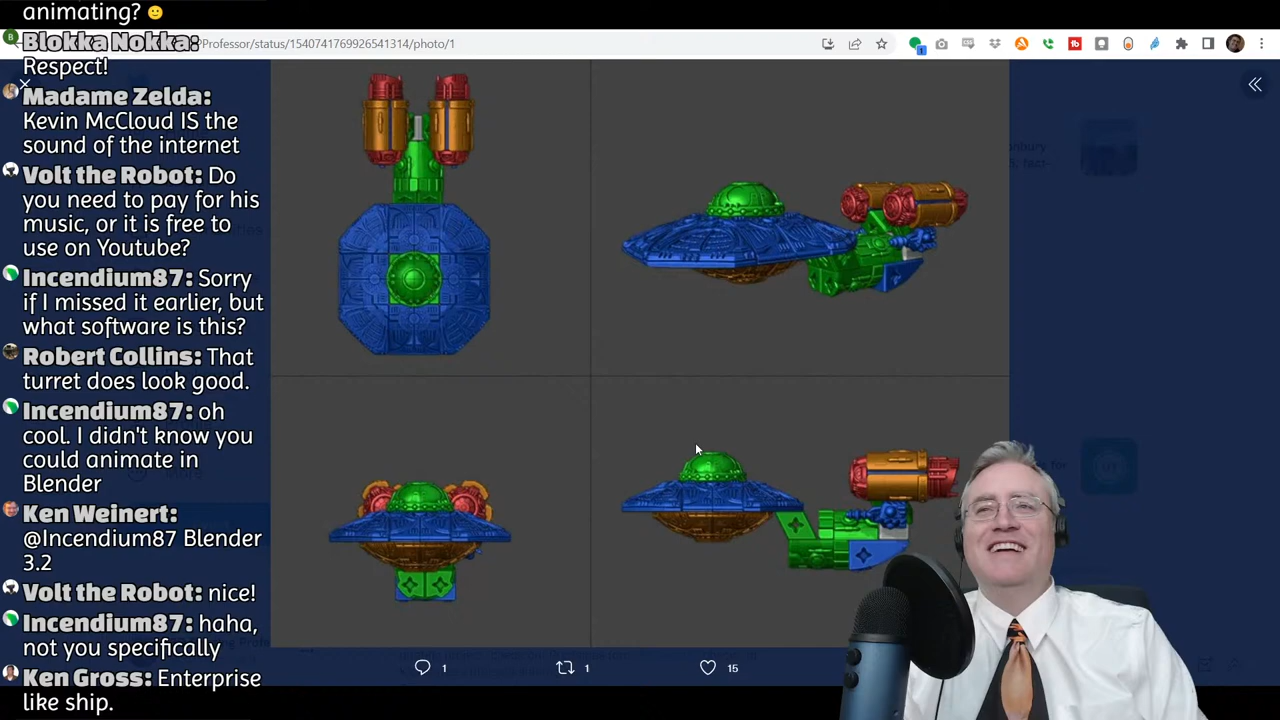 animating? 🙂
Professor/status/1540741769926541314/photo/1
Blokka Nokka:
Respect!
Madame Zelda:
Kevin McCloud IS the
sound of the internet
Volt the Robot: Do
you need to pay for his
music, or it is free to
use on Youtube?
Incendium87: Sorry
if I missed it earlier, but
what software is this?
Robert Collins: That
turret does look good.
Incendium87: oh
cool. I didn't know you
could animate in
Blender
Ken Weinert:
@Incendium87 Blender
3.2
Volt the Robot: nice!
Incendium87: haha,
not you specifically
Ken Gross: Enterprise
like ship.
1
1
15